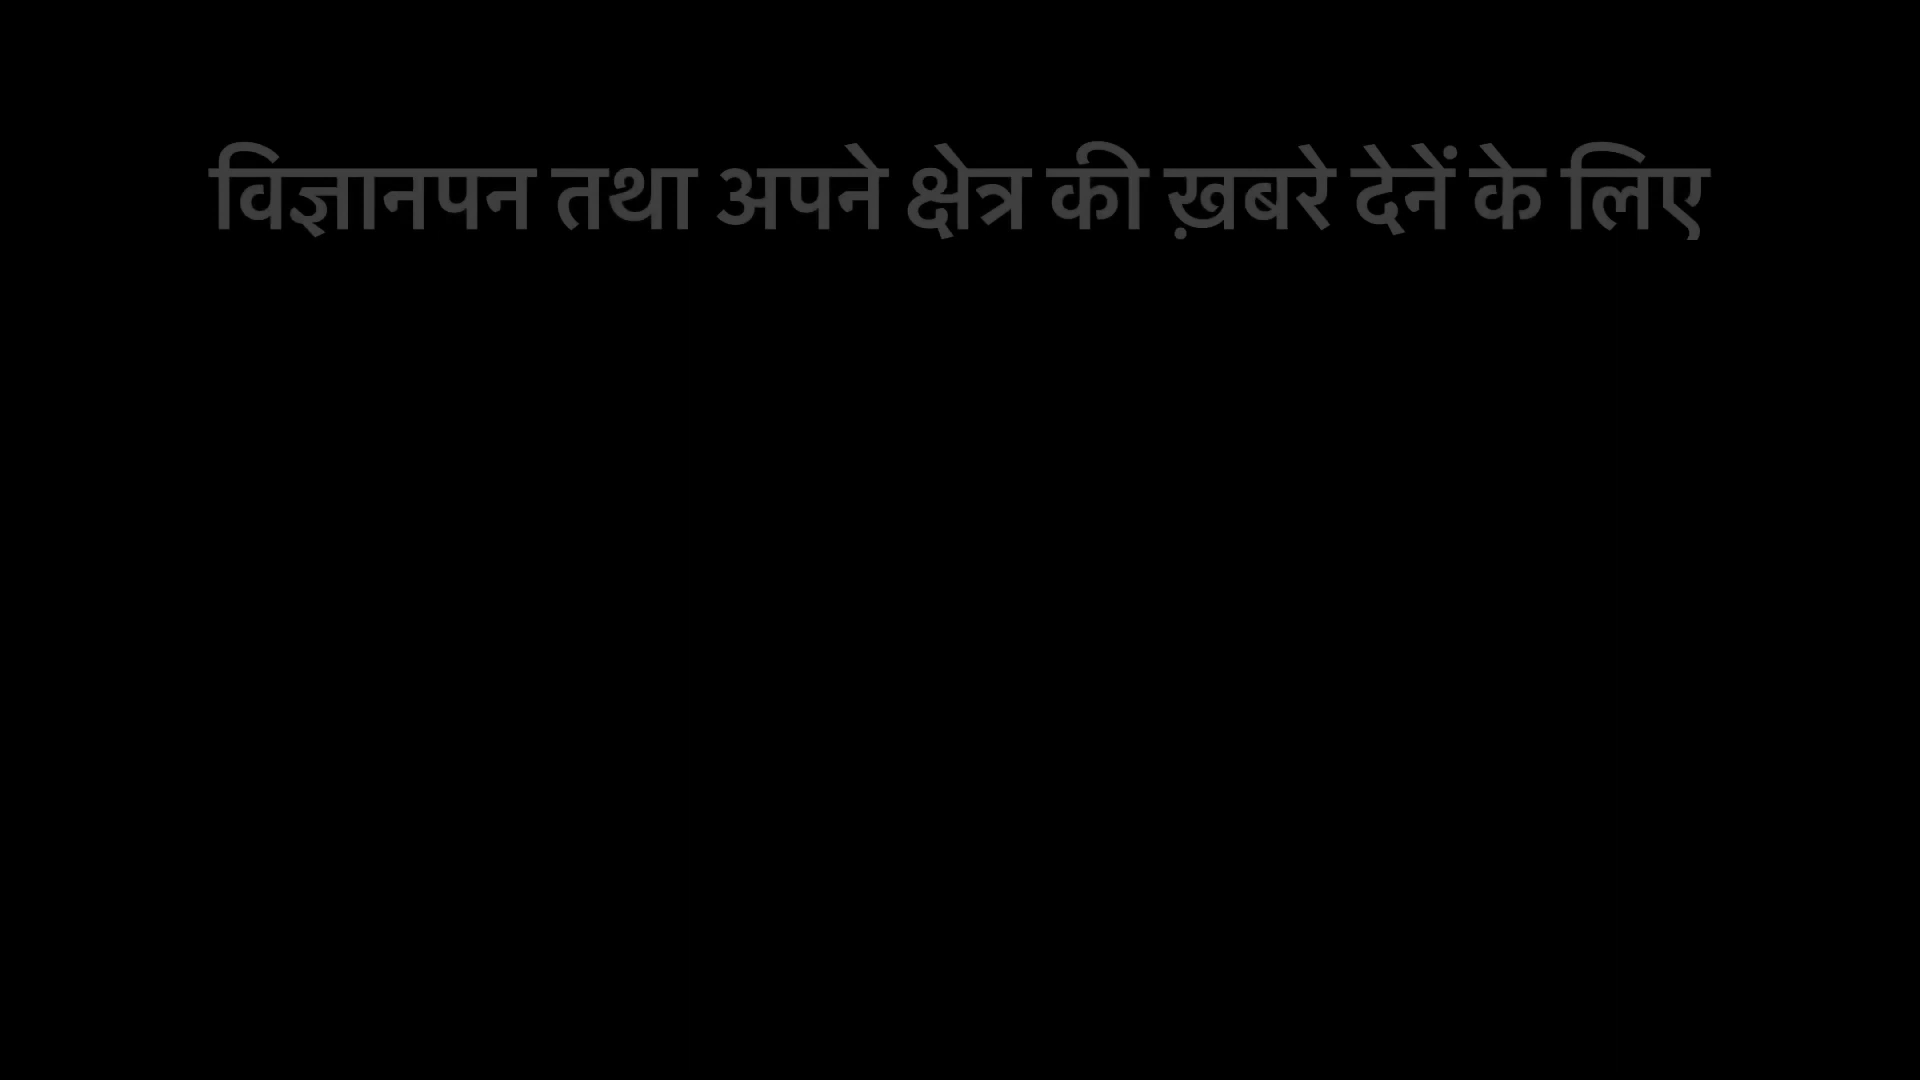 विज्ञानपन तथा अपने क्षेत्र की ख़बरे देनें के लिए